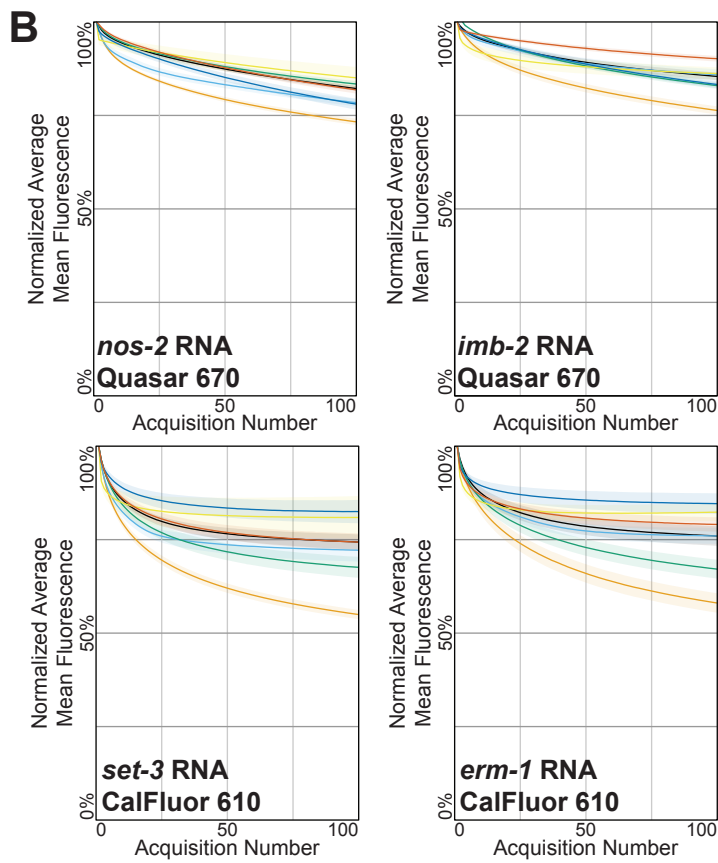 B
Normalized Average
Mean Fluorescence
100%
50%
0%
nos-2 RNA
Quasar 670
0
50
100
Acquisition Number
Normalized Average
Mean Fluorescence
100%
50%
0%
imb-2 RNA
Quasar 670
0
50
100
Acquisition Number
Normalized Average
Mean Fluorescence
100%
50%
0%
set-3 RNA
CalFluor 610
0
50
100
Acquisition Number
Normalized Average
Mean Fluorescence
100%
50%
0%
erm-1 RNA
CalFluor 610
0
50
100
Acquisition Number